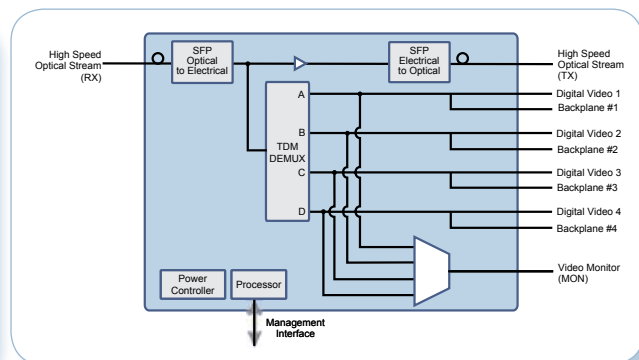 High Speed
Optical Stream
(RX)
SFP
Optical
to Electrical
SFP
Electrical
to Optical
High Speed
Optical Stream
(TX)
A
B
C
D
TDM
DEMUX
Digital Video 1
Backplane #1
Digital Video 2
Backplane #2
Digital Video 3
Backplane #3
Digital Video 4
Backplane #4
Video Monitor
(MON)
Power
Controller
Processor
Management
Interface